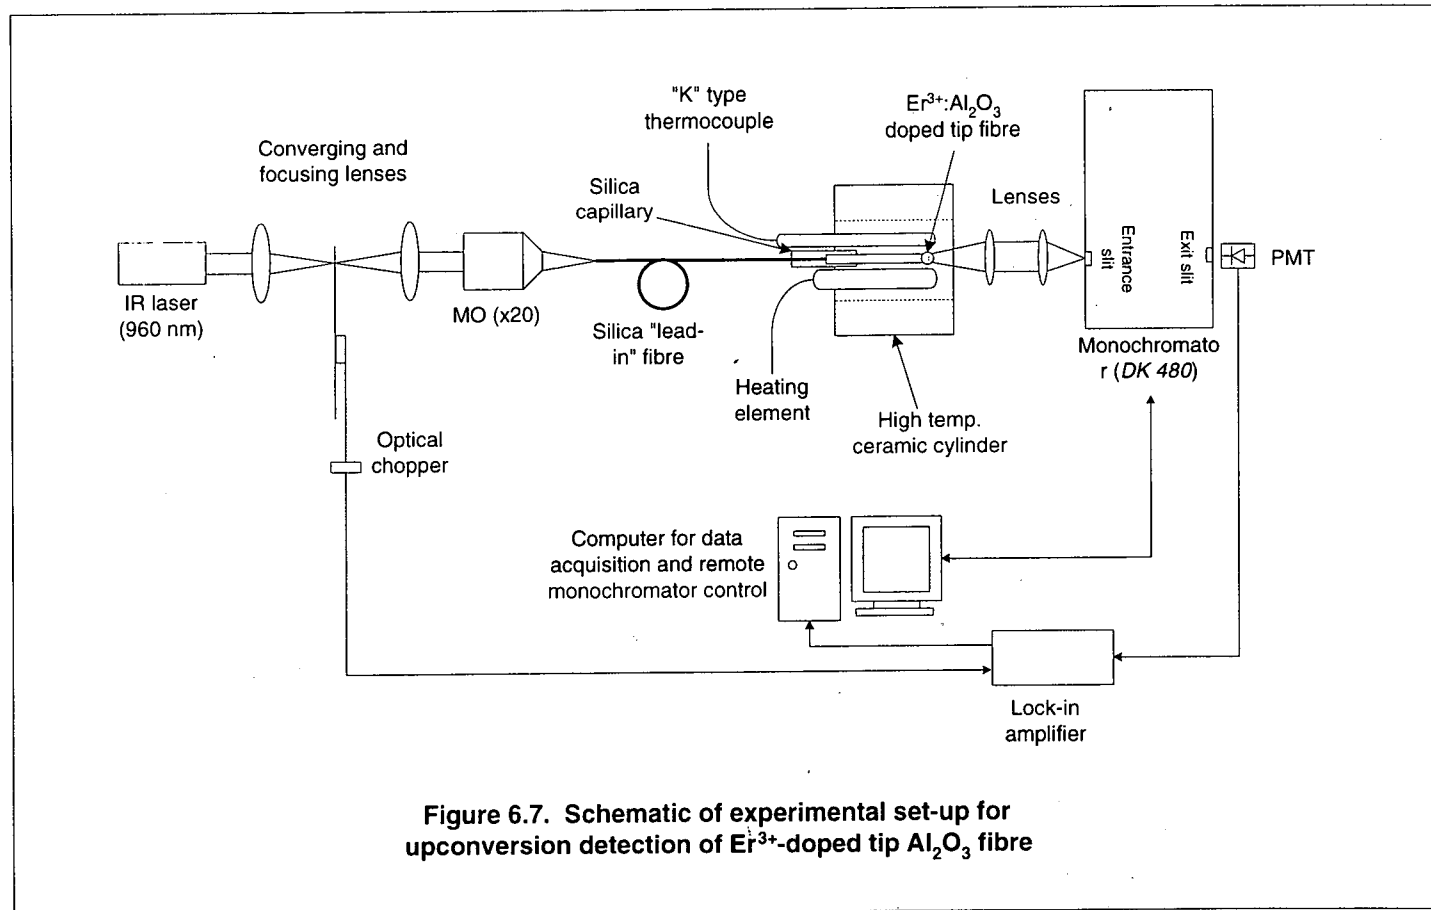 "K" type
thermocouple
Er³⁺:Al₂O₃
doped tip fibre
Converging and
focusing lenses
Silica
capillary
Lenses
Entrance
slit
Exit slit
PMT
IR laser
(960 nm)
MO (x20)
Silica "lead-
in" fibre
Monochromato
r (DK 480)
Heating
element
High temp.
ceramic cylinder
Optical
chopper
Computer for data
acquisition and remote
monochromator control
Lock-in
amplifier
Figure 6.7. Schematic of experimental set-up for
upconversion detection of Er³⁺-doped tip Al₂O₃ fibre